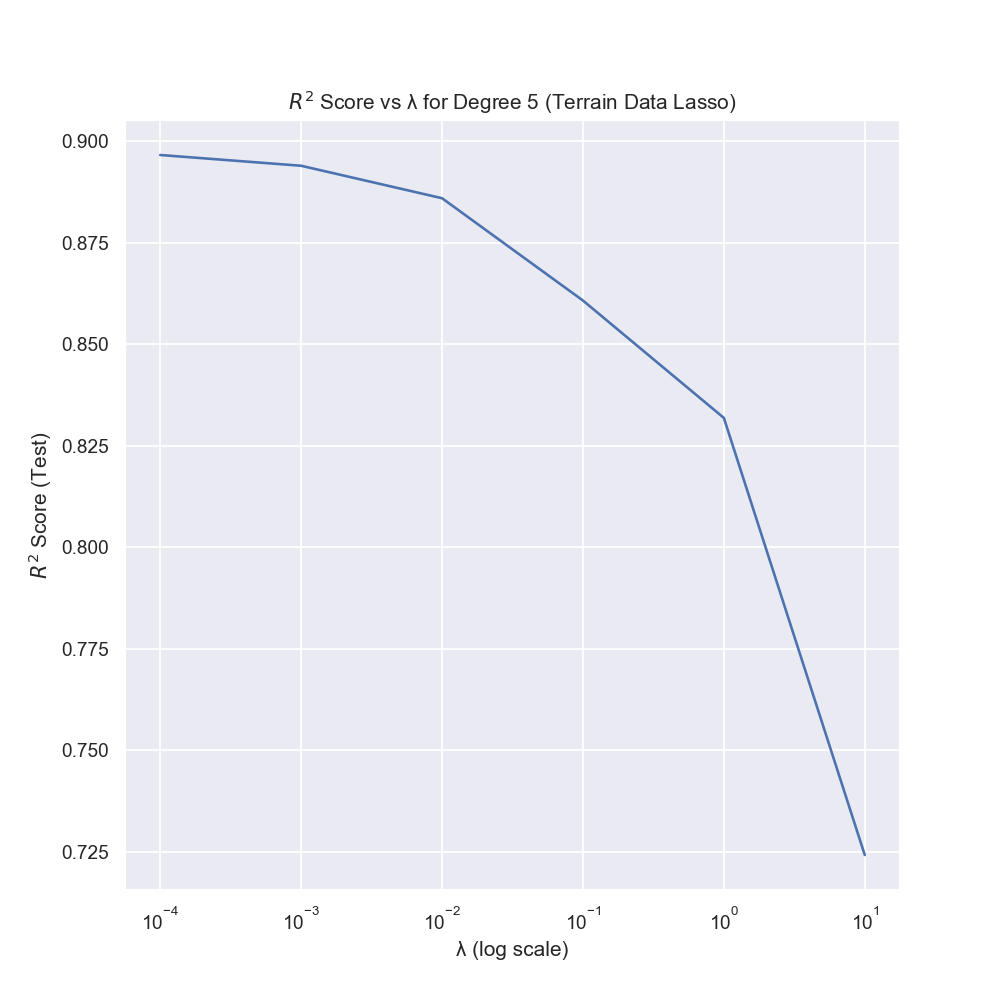 R² Score vs λ for Degree 5 (Terrain Data Lasso)
0.900
0.875
0.850
0.825
0.800
0.775
0.750
0.725
R² Score (Test)
10⁻⁴ 10⁻³ 10⁻² 10⁻¹ 10⁰ 10¹
λ (log scale)